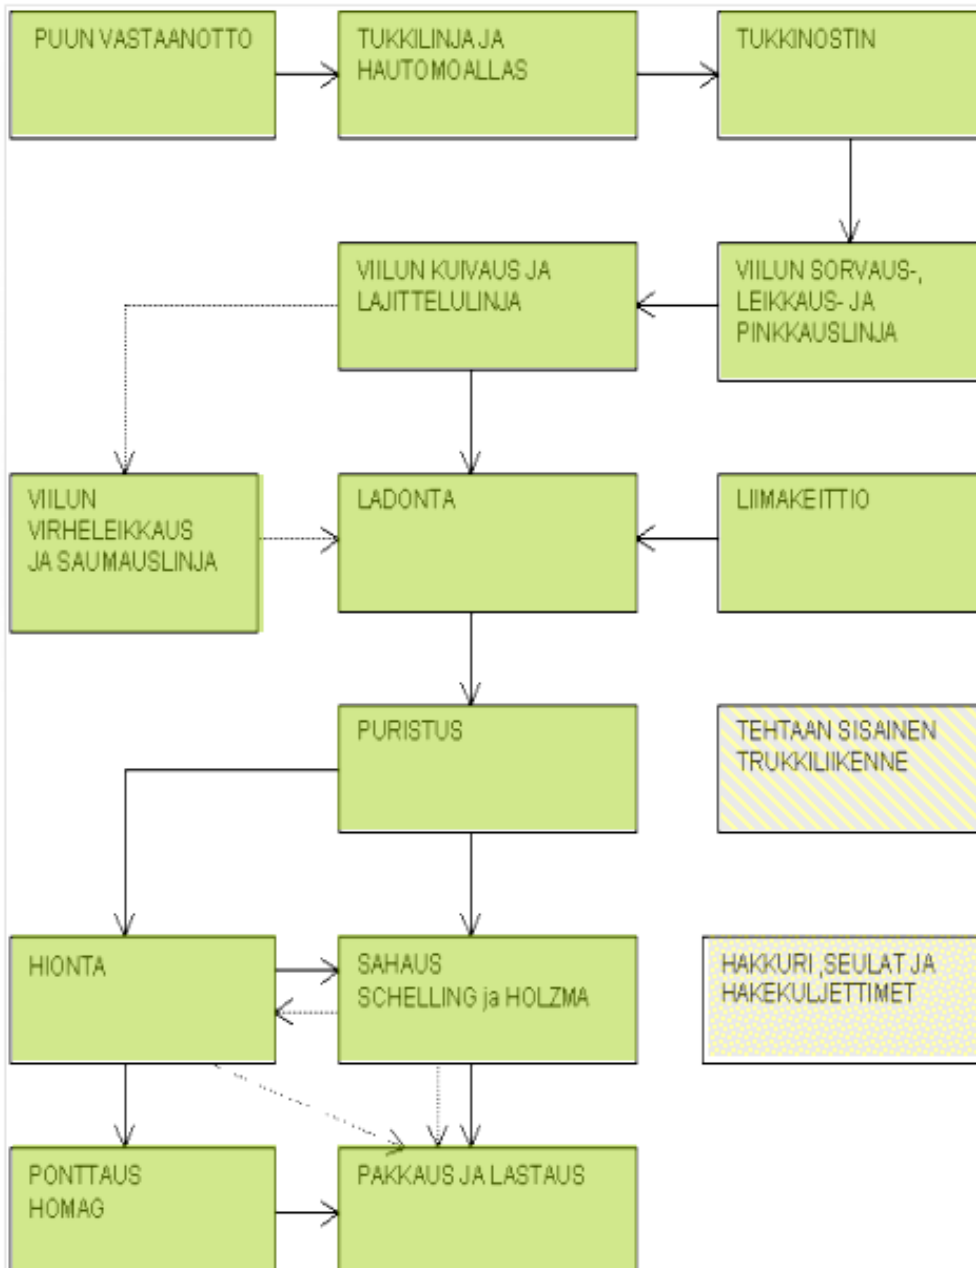 PUUN VASTAANOTTO
TUKKILINJA JA
HAUTOMOALLAS
TUKKINOSTIN
VIILUN KUIVAUS JA
LAJITTELULINJA
VIILUN SORVAUS-,
LEIKKAUS- JA
PINKKAUSLINJA
VIILUN
VIRHELEIKKAUS
JA SAUMAUSLINJA
LADONTA
LIIMAKEITTIO
PURISTUS
TEHTAAN SISAINEN
TRUKKILIIKENNE
HIONTA
SAHAUS
SCHELLING ja HOLZMA
HAKKURI ,SEULAT JA
HAKEKULJETTIMET
PONTTAUS
HOMAG
PAKKAUS JA LASTAUS